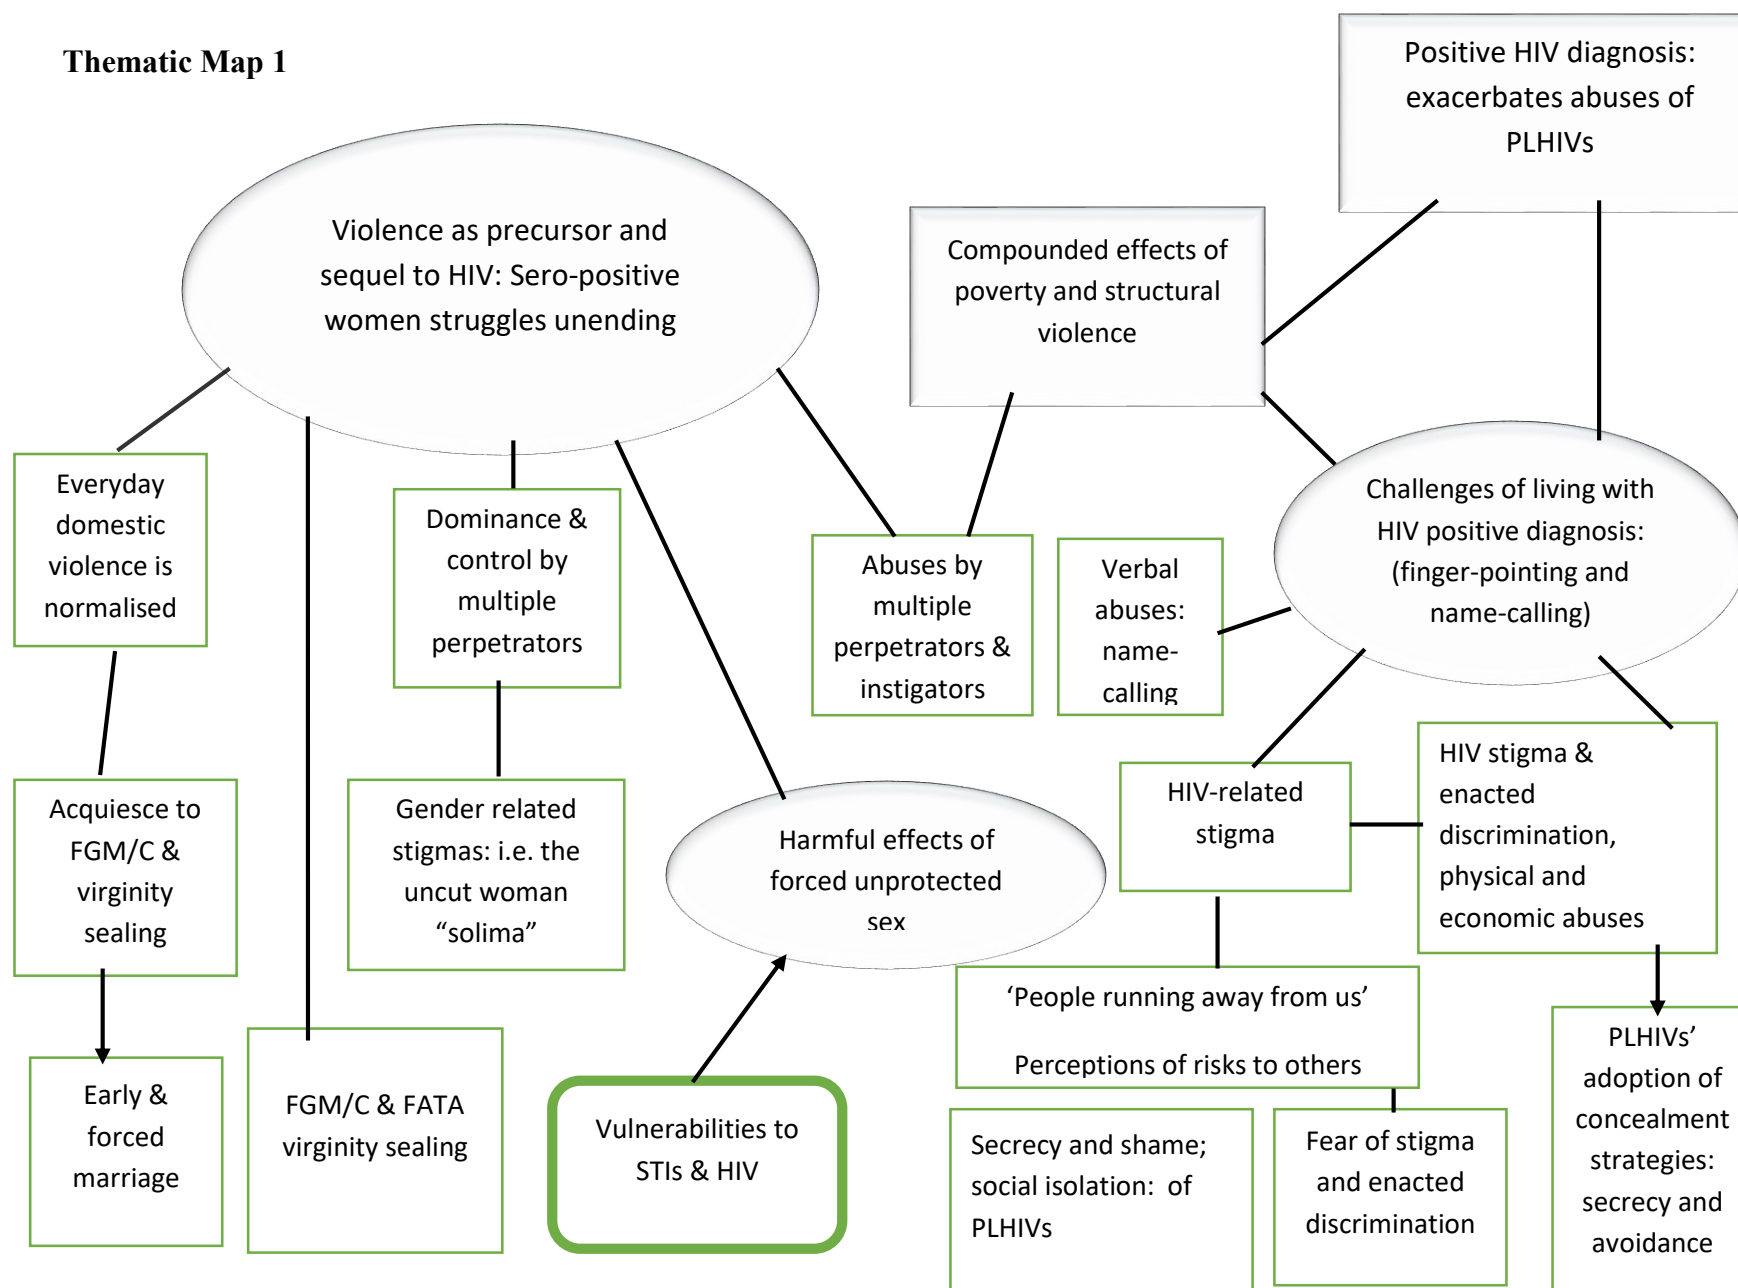 Thematic Map 1
Positive HIV diagnosis:
exacerbates abuses of
PLHIVs
Violence as precursor and
sequel to HIV: Sero-positive
women struggles unending
Compounded effects of
poverty and structural
violence
Everyday
domestic
violence is
normalised
Dominance &
control by
multiple
perpetrators
Abuses by
multiple
perpetrators &
instigators
Verbal
abuses:
name-
calling
Challenges of living with
HIV positive diagnosis:
(finger-pointing and
name-calling)
Acquiesce to
FGM/C &
virginity
sealing
Gender related
stigmas: i.e. the
uncut woman
“solima”
Harmful effects of
forced unprotected
sex
HIV-related
stigma
HIV stigma &
enacted
discrimination,
physical and
economic abuses
‘People running away from us’
Perceptions of risks to others
Early &
forced
marriage
FGM/C & FATA
virginity sealing
Vulnerabilities to
STIs & HIV
Secrecy and shame;
social isolation:  of
PLHIVs
Fear of stigma
and enacted
discrimination
PLHIVs’
adoption of
concealment
strategies:
secrecy and
avoidance